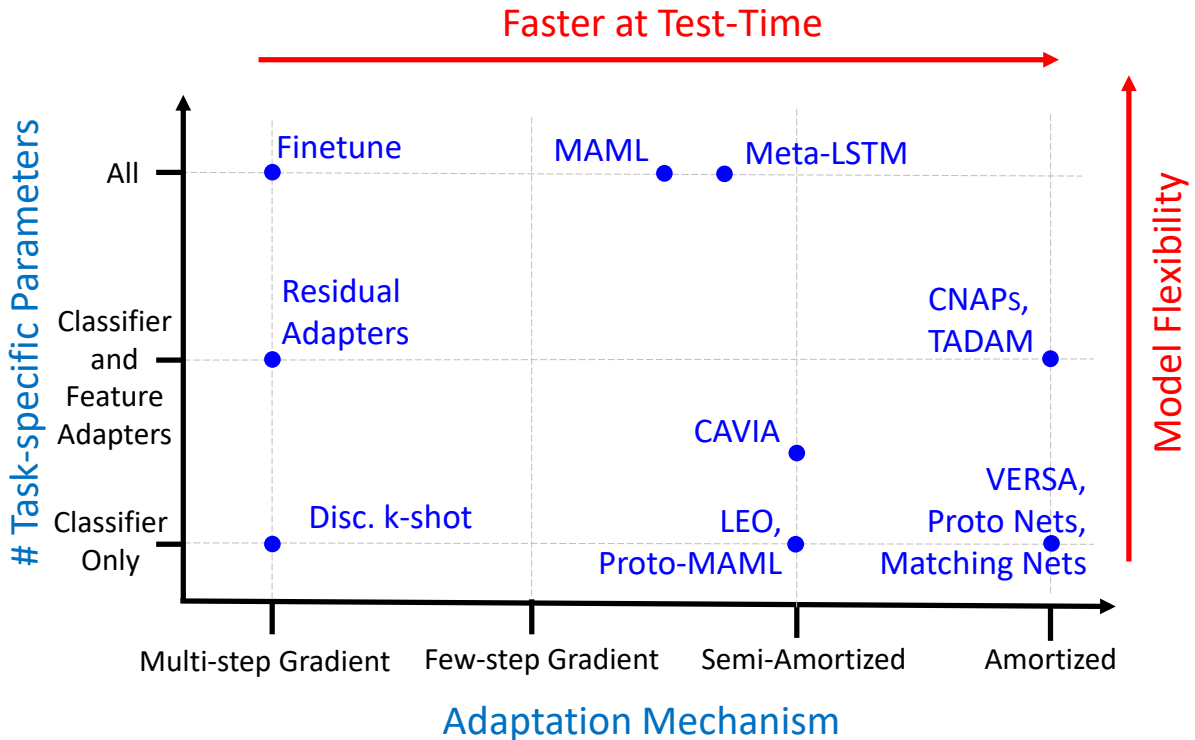 Faster at Test-Time
# Task-specific Parameters
All
Classifier
and
Feature
Adapters
Classifier
Only
Finetune
MAML
Meta-LSTM
Residual
Adapters
CNAPs,
TADAM
CAVIA
Disc. k-shot
LEO,
Proto-MAML
VERSA,
Proto Nets,
Matching Nets
Model Flexibility
Multi-step Gradient
Few-step Gradient
Semi-Amortized
Amortized
Adaptation Mechanism